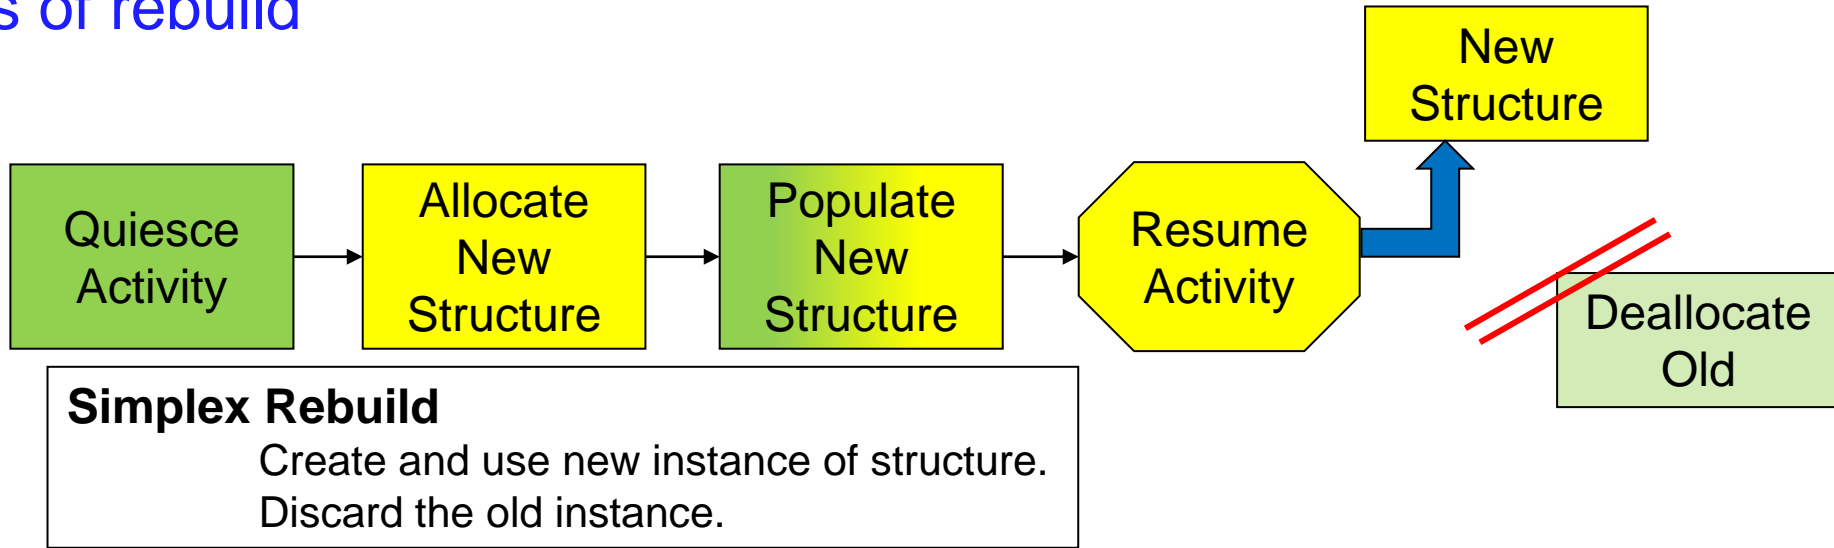 of rebuild
New
Structure
Quiesce
Activity
Allocate
New
Structure
Populate
New
Structure
Resume
Activity
Deallocate
Old
Simplex Rebuild
Create and use new instance of structure.
Discard the old instance.